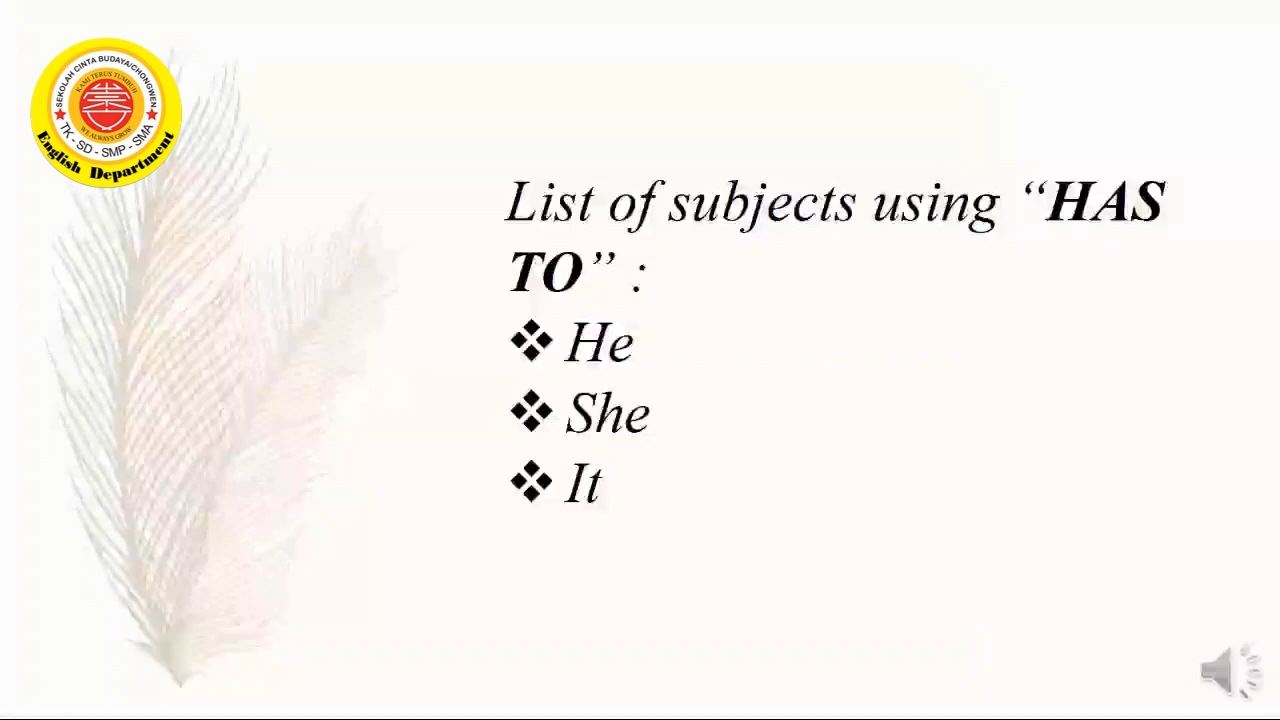 SEKOLAH CINTA BUDAYA/CHONGWEN
KAMI TERUS TUMBUH
WE ALWAYS GROW
TK - SD - SMP - SMA
English Department
List of subjects using “HAS
TO” :
❖ He
❖ She
❖ It